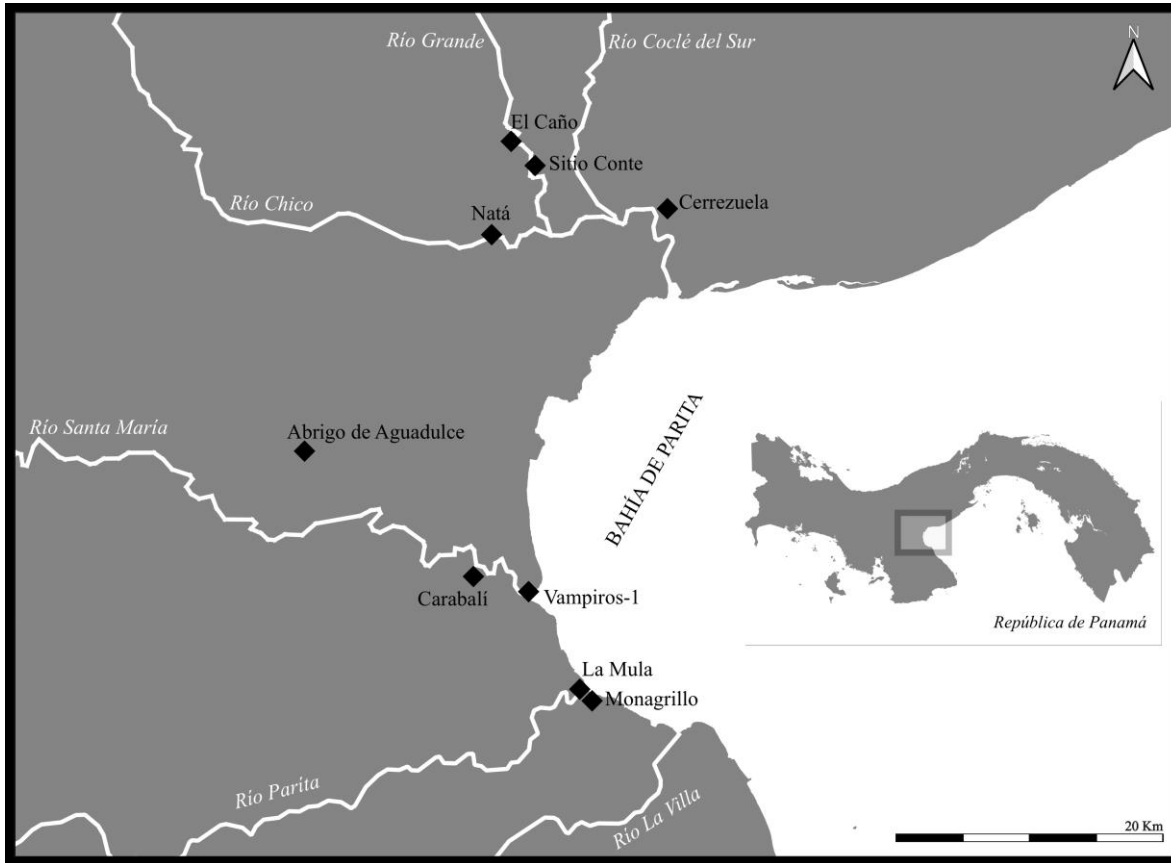 N
Río Grande
Río Coclé del Sur
El Caño
Sitio Conte
Río Chico
Natá
Cerrezuela
Río Santa María
Abrigo de Aguadulce
BAHÍA DE PARITA
Carabalí
Vampiros-1
República de Panamá
La Mula
Monagrillo
Río Parita
Río La Villa
20 Km